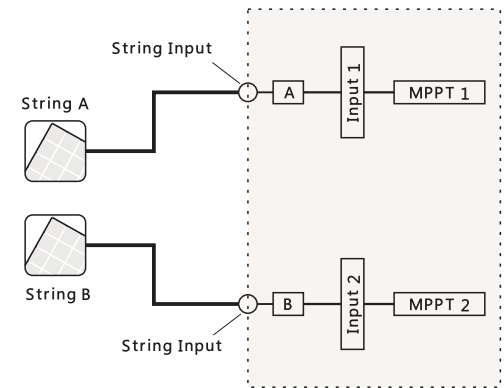 String Input
String A
A
Input 1
MPPT 1
String B
B
Input 2
MPPT 2
String Input